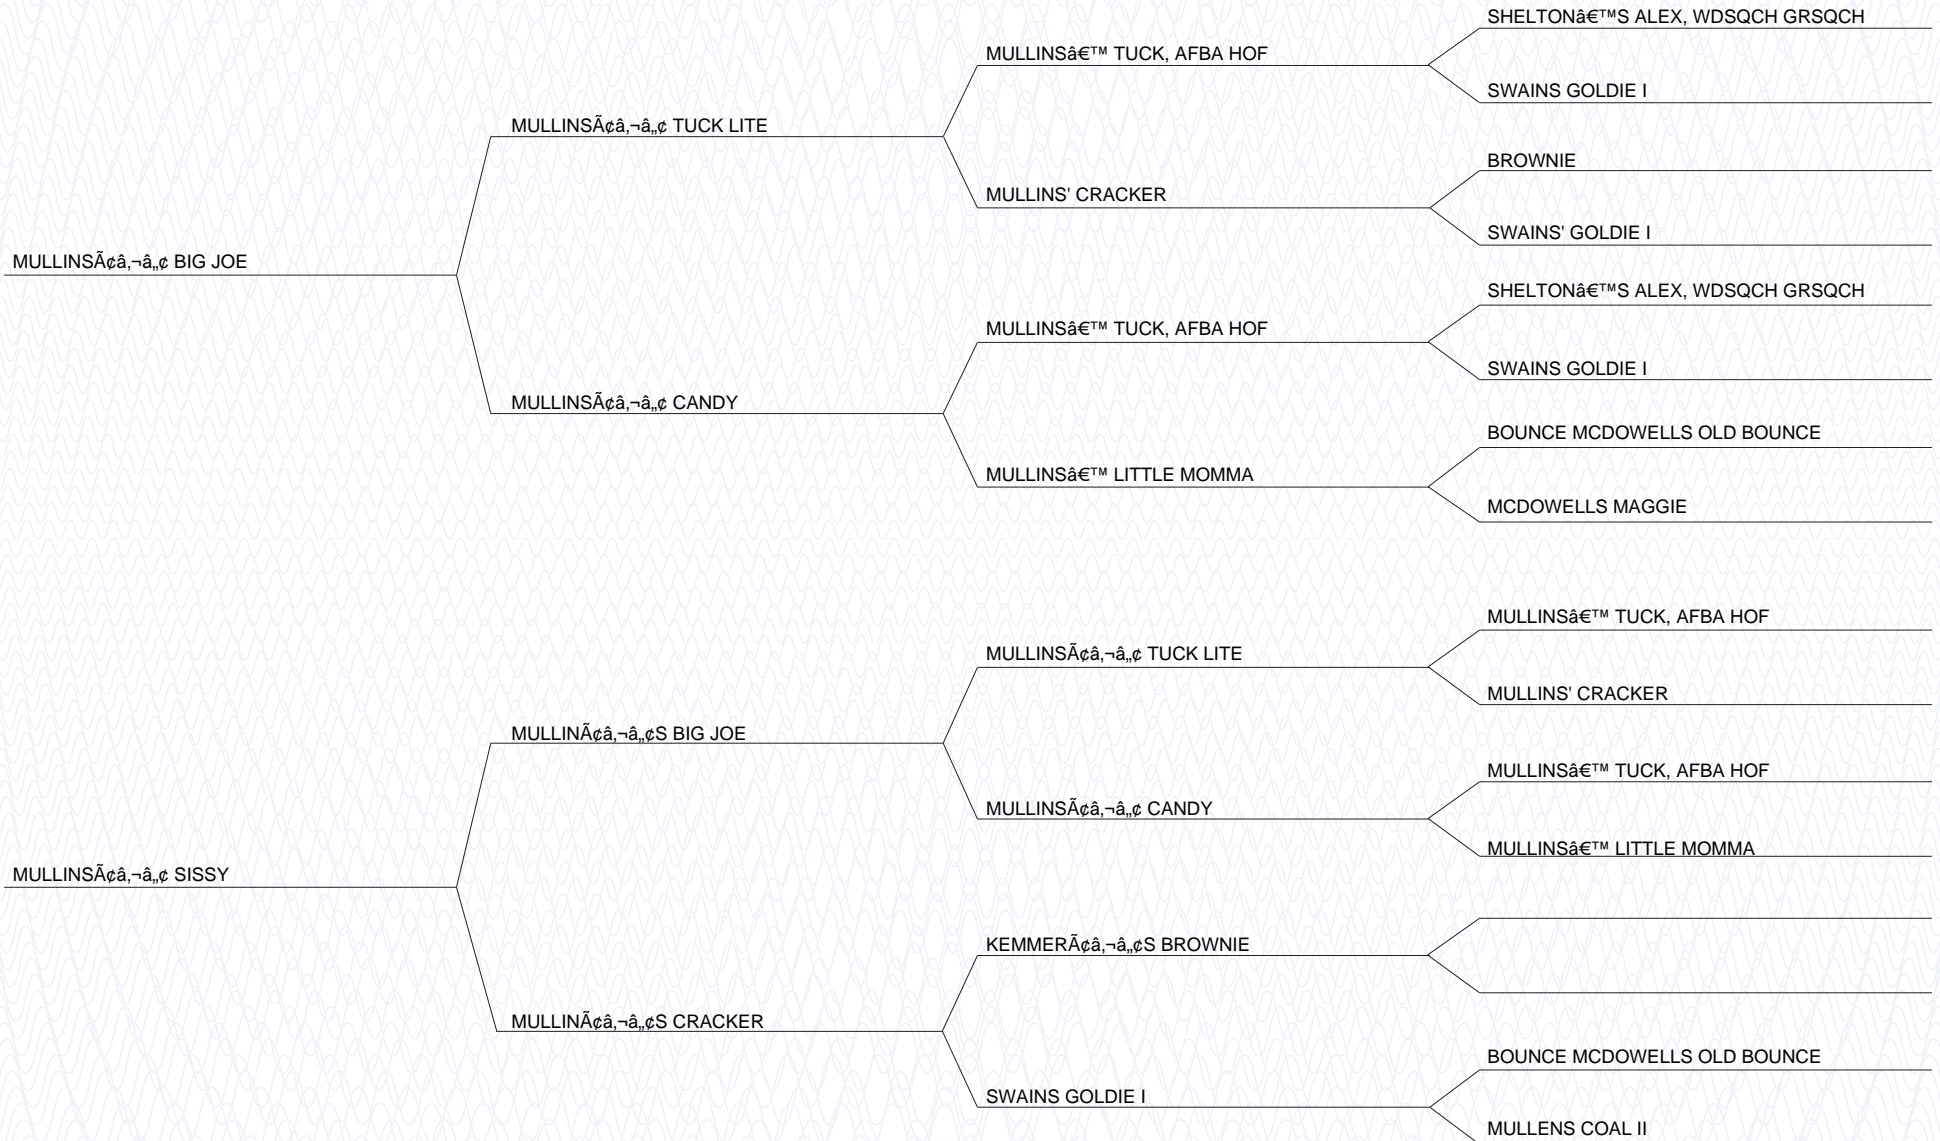 SHELTONâ€™S ALEX, WDSQCH GRSQCH
MULLINSâ€™ TUCK, AFBA HOF
SWAINS GOLDIE I
MULLINSÃ¢â‚¬â„¢ TUCK LITE
BROWNIE
MULLINS' CRACKER
SWAINS' GOLDIE I
MULLINSÃ¢â‚¬â„¢ BIG JOE
SHELTONâ€™S ALEX, WDSQCH GRSQCH
MULLINSâ€™ TUCK, AFBA HOF
SWAINS GOLDIE I
MULLINSÃ¢â‚¬â„¢ CANDY
BOUNCE MCDOWELLS OLD BOUNCE
MULLINSâ€™ LITTLE MOMMA
MCDOWELLS MAGGIE
MULLINSâ€™ TUCK, AFBA HOF
MULLINSÃ¢â‚¬â„¢ TUCK LITE
MULLINS' CRACKER
MULLINÃ¢â‚¬â„¢S BIG JOE
MULLINSâ€™ TUCK, AFBA HOF
MULLINSÃ¢â‚¬â„¢ CANDY
MULLINSâ€™ LITTLE MOMMA
MULLINSÃ¢â‚¬â„¢ SISSY
KEMMERÃ¢â‚¬â„¢S BROWNIE
MULLINÃ¢â‚¬â„¢S CRACKER
BOUNCE MCDOWELLS OLD BOUNCE
SWAINS GOLDIE I
MULLENS COAL II